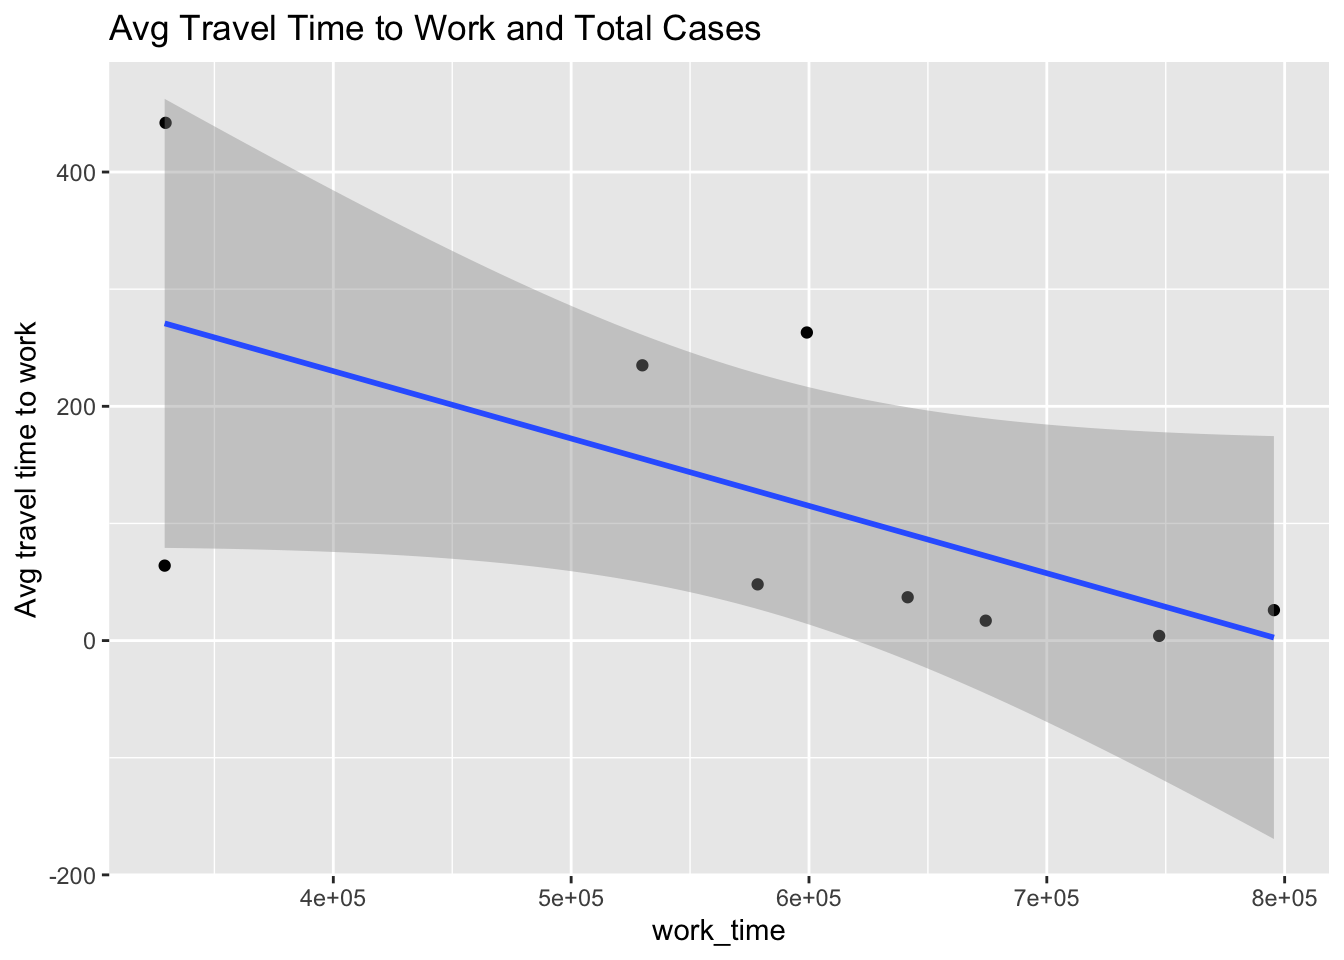 Avg Travel Time to Work and Total Cases
Avg travel time to work
400
200
0
-200
4e+05 5e+05 6e+05 7e+05 8e+05
work_time